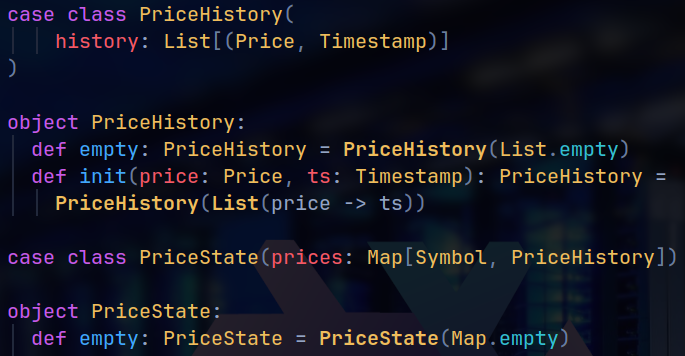 case class PriceHistory(
    history: List[(Price, Timestamp)]
)

object PriceHistory:
  def empty: PriceHistory = PriceHistory(List.empty)
  def init(price: Price, ts: Timestamp): PriceHistory =
    PriceHistory(List(price -> ts))

case class PriceState(prices: Map[Symbol, PriceHistory])

object PriceState:
  def empty: PriceState = PriceState(Map.empty)